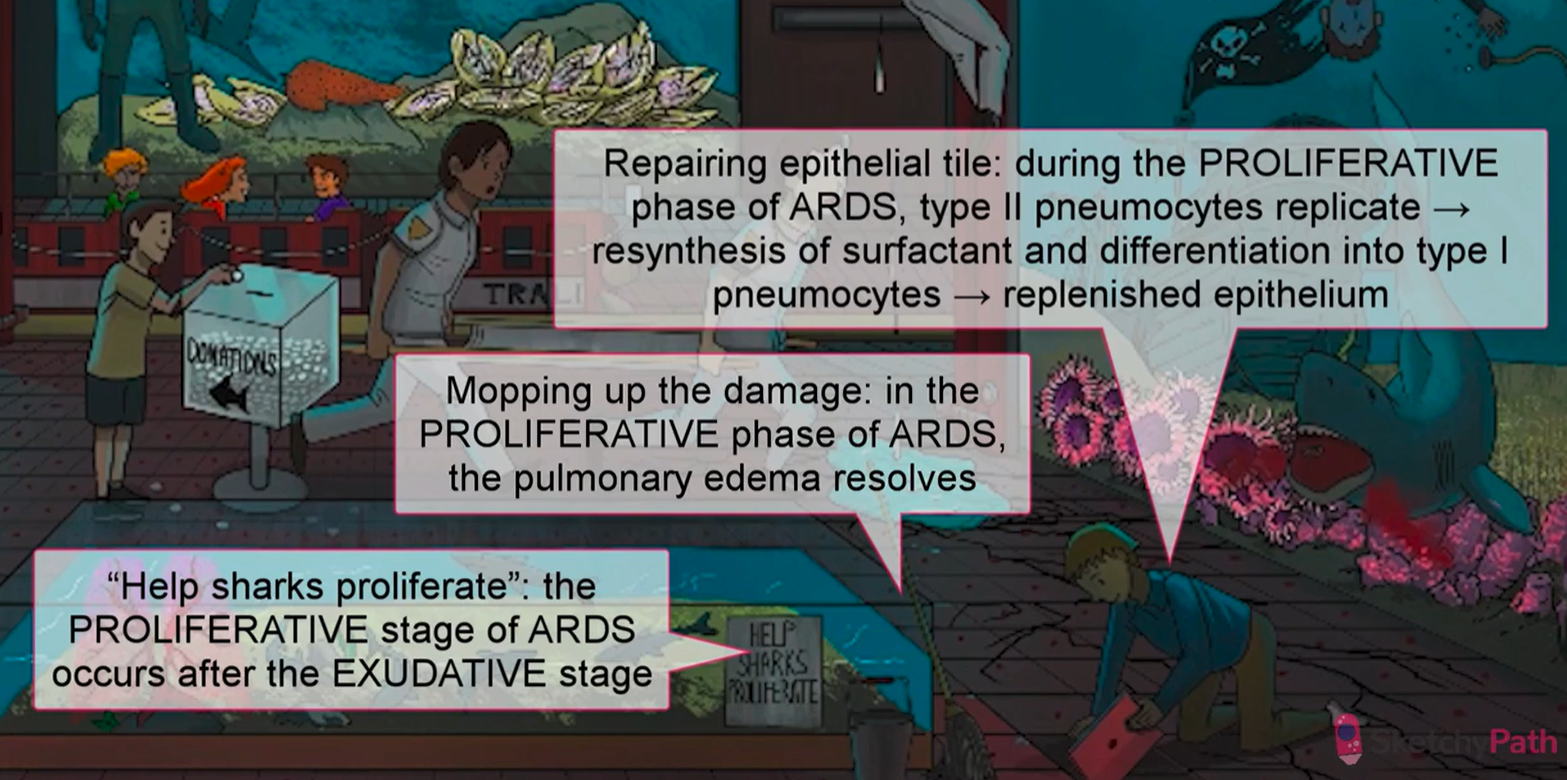 Repairing epithelial tile: during the PROLIFERATIVE
phase of ARDS, type II pneumocytes replicate →
resynthesis of surfactant and differentiation into type I
pneumocytes → replenished epithelium
TRA
DONATIONS
Mopping up the damage: in the
PROLIFERATIVE phase of ARDS,
the pulmonary edema resolves
“Help sharks proliferate”: the
PROLIFERATIVE stage of ARDS
occurs after the EXUDATIVE stage
HELP
SHARKS
PROLIFERATE
SketchyPath